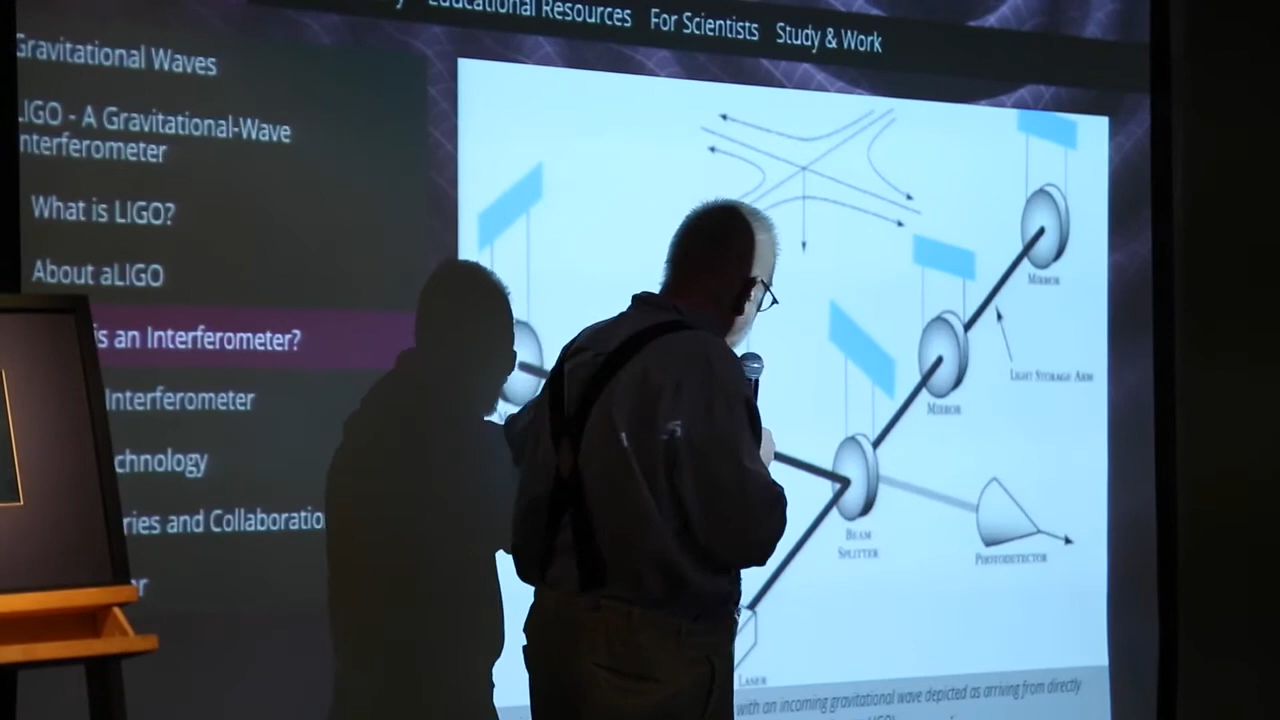 Educational Resources For Scientists Study & Work
Gravitational Waves
LIGO - A Gravitational-Wave
nterferometer
What is LIGO?
About aLIGO
is an Interferometer?
Interferometer
chnology
ries and Collaboratio
r
MIRROR
LIGHT STORAGE ARM
MIRROR
BEAM
SPLITTER
PHOTODETECTOR
LASER
with an incoming gravitational wave depicted as arriving from directly